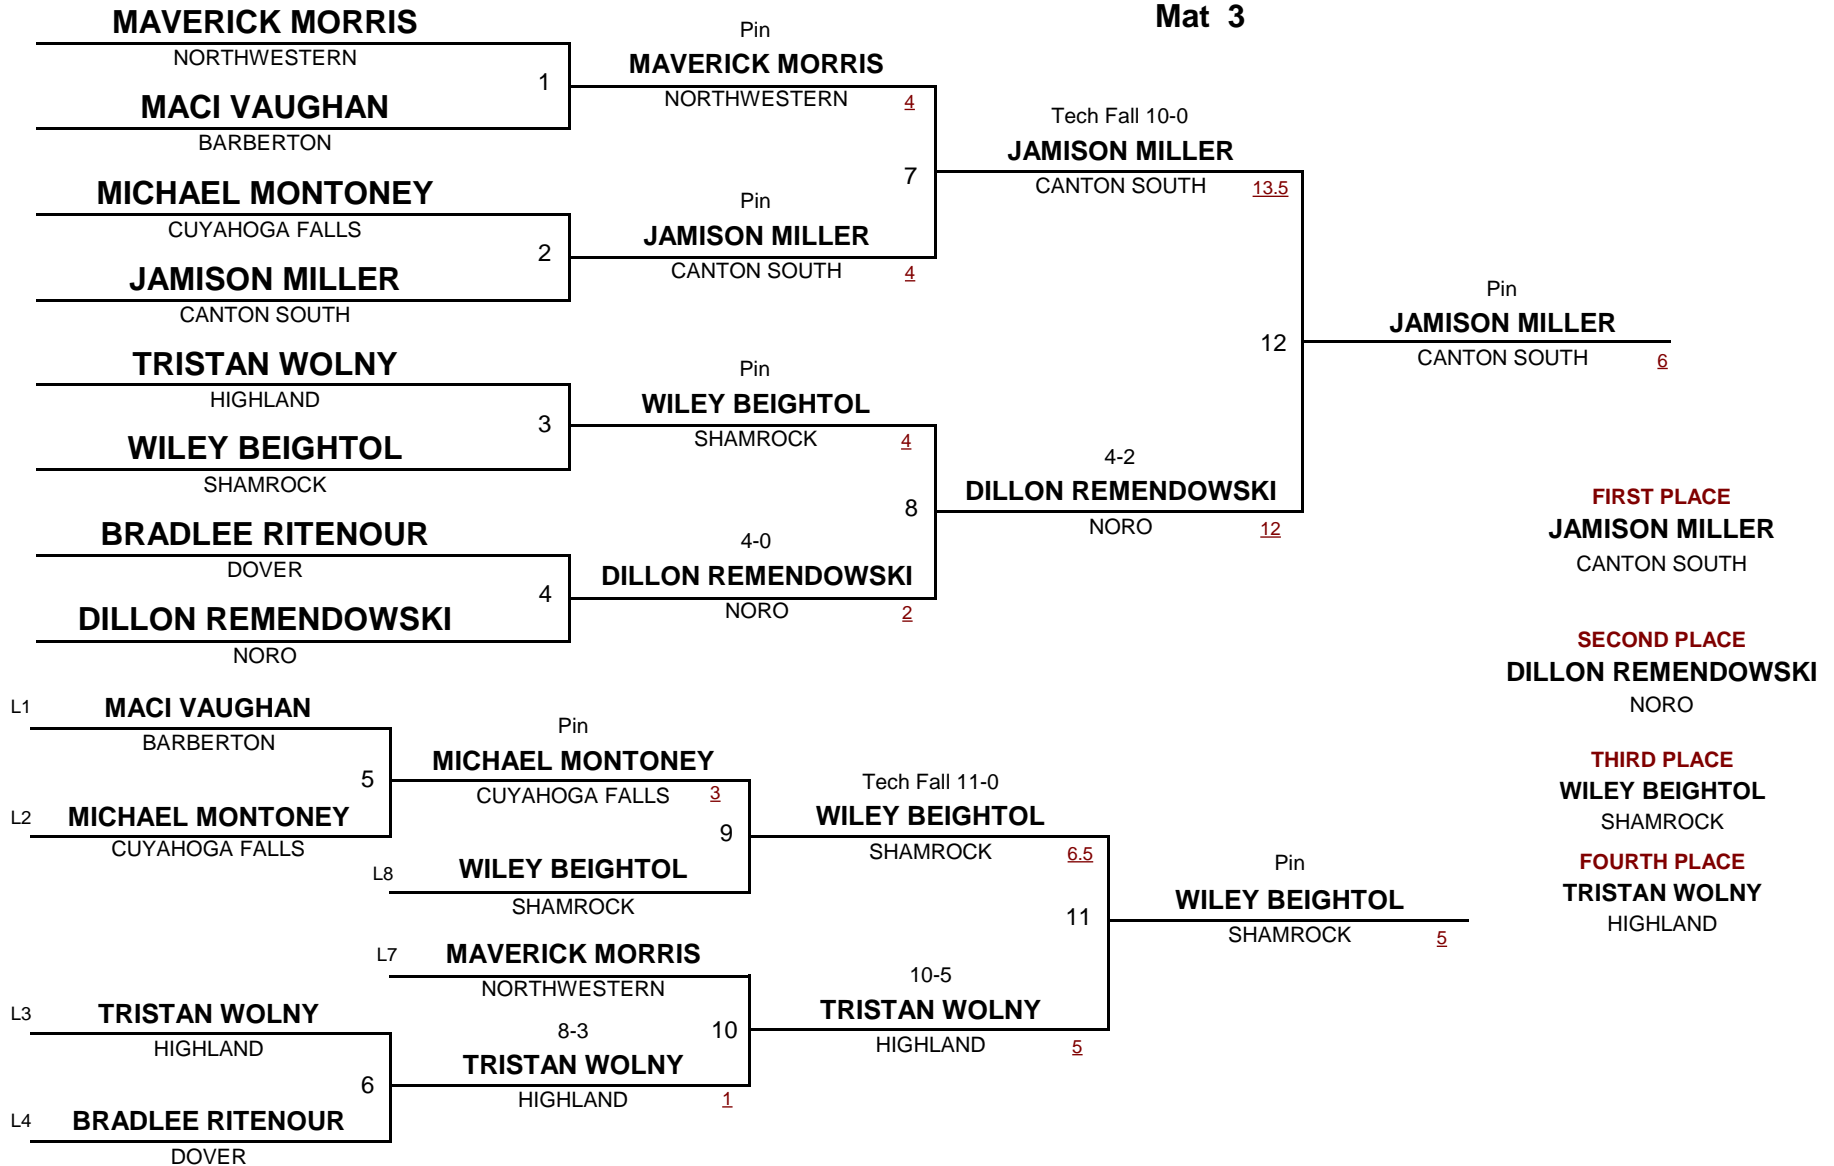 Mat 3
MAVERICK MORRIS
NORTHWESTERN
1
MACI VAUGHAN
BARBERTON
MICHAEL MONTONEY
CUYAHOGA FALLS
2
JAMISON MILLER
CANTON SOUTH
TRISTAN WOLNY
HIGHLAND
3
WILEY BEIGHTOL
SHAMROCK
BRADLEE RITENOUR
DOVER
4
DILLON REMENDOWSKI
NORO
Pin
MAVERICK MORRIS
NORTHWESTERN 4
7
Pin
JAMISON MILLER
CANTON SOUTH 4
Pin
WILEY BEIGHTOL
SHAMROCK 4
8
4-0
DILLON REMENDOWSKI
NORO 2
Tech Fall 10-0
JAMISON MILLER
CANTON SOUTH 13.5
12
4-2
DILLON REMENDOWSKI
NORO 12
Pin
JAMISON MILLER
CANTON SOUTH 6
FIRST PLACE
JAMISON MILLER
CANTON SOUTH
SECOND PLACE
DILLON REMENDOWSKI
NORO
THIRD PLACE
WILEY BEIGHTOL
SHAMROCK
FOURTH PLACE
TRISTAN WOLNY
HIGHLAND
L1 MACI VAUGHAN
BARBERTON
5
L2 MICHAEL MONTONEY
CUYAHOGA FALLS
L3 TRISTAN WOLNY
HIGHLAND
6
L4 BRADLEE RITENOUR
DOVER
Pin
MICHAEL MONTONEY
CUYAHOGA FALLS 3
9
L8 WILEY BEIGHTOL
SHAMROCK
L7 MAVERICK MORRIS
NORTHWESTERN
10
8-3
TRISTAN WOLNY
HIGHLAND 1
Tech Fall 11-0
WILEY BEIGHTOL
SHAMROCK 6.5
11
10-5
TRISTAN WOLNY
HIGHLAND 5
Pin
WILEY BEIGHTOL
SHAMROCK 5